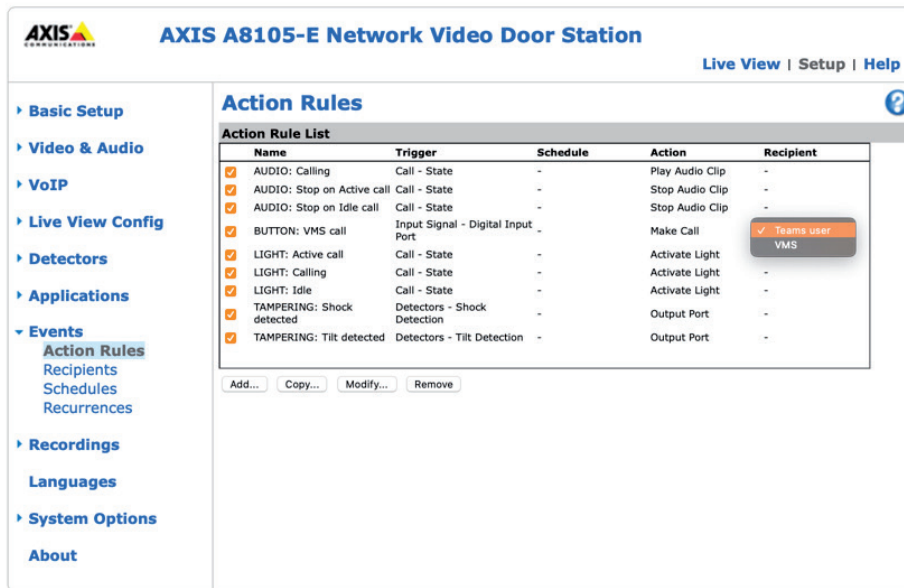 AXIS
COMMUNICATIONS
AXIS A8105-E Network Video Door Station
Live View | Setup | Help
Basic Setup
Video & Audio
VoIP
Live View Config
Detectors
Applications
Events
Action Rules
Recipients
Schedules
Recurrences
Recordings
Languages
System Options
About
Action Rules
?
Action Rule List
Name Trigger Schedule Action Recipient
AUDIO: Calling Call - State - Play Audio Clip -
AUDIO: Stop on Active call Call - State - Stop Audio Clip -
AUDIO: Stop on Idle call Call - State - Stop Audio Clip -
BUTTON: VMS call Input Signal - Digital Input Port - Make Call ✓ Teams user
VMS
LIGHT: Active call Call - State - Activate Light
LIGHT: Calling Call - State - Activate Light -
LIGHT: Idle Call - State - Activate Light -
TAMPERING: Shock detected Detectors - Shock Detection - Output Port -
TAMPERING: Tilt detected Detectors - Tilt Detection - Output Port -
Add... Copy... Modify... Remove